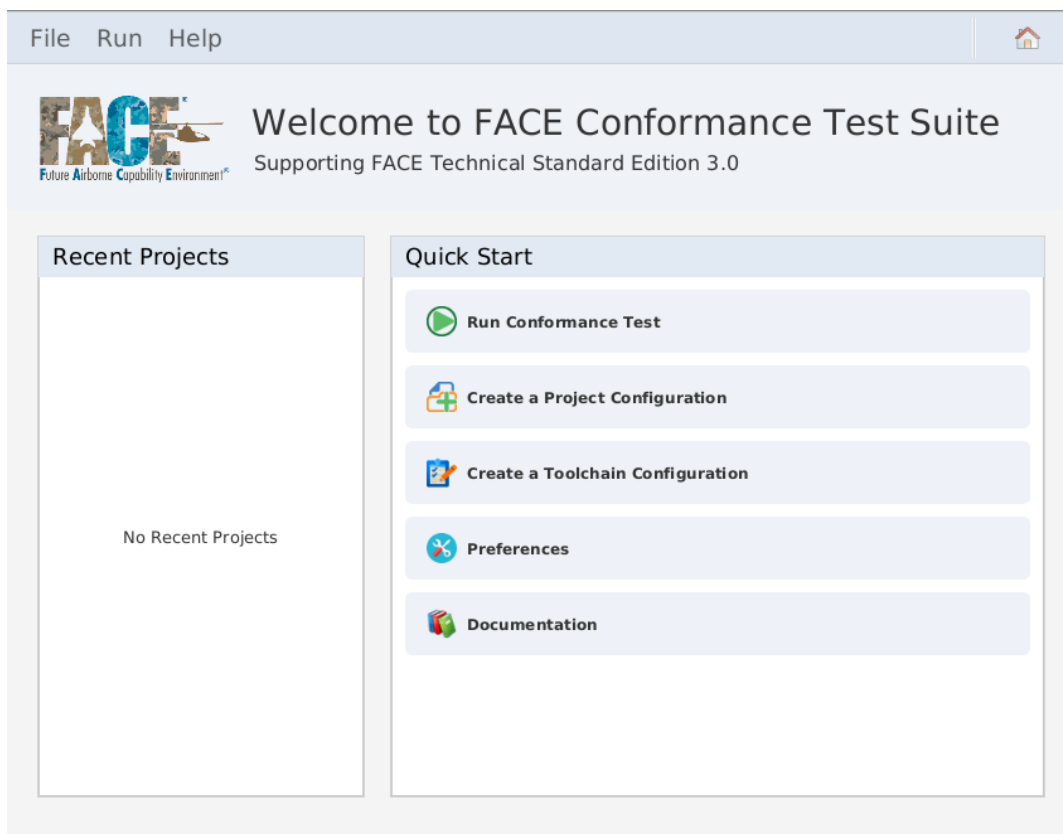 File Run Help
FACE
Future Airborne Capability Environment
Welcome to FACE Conformance Test Suite
Supporting FACE Technical Standard Edition 3.0
Recent Projects
No Recent Projects
Quick Start
Run Conformance Test
Create a Project Configuration
Create a Toolchain Configuration
Preferences
Documentation